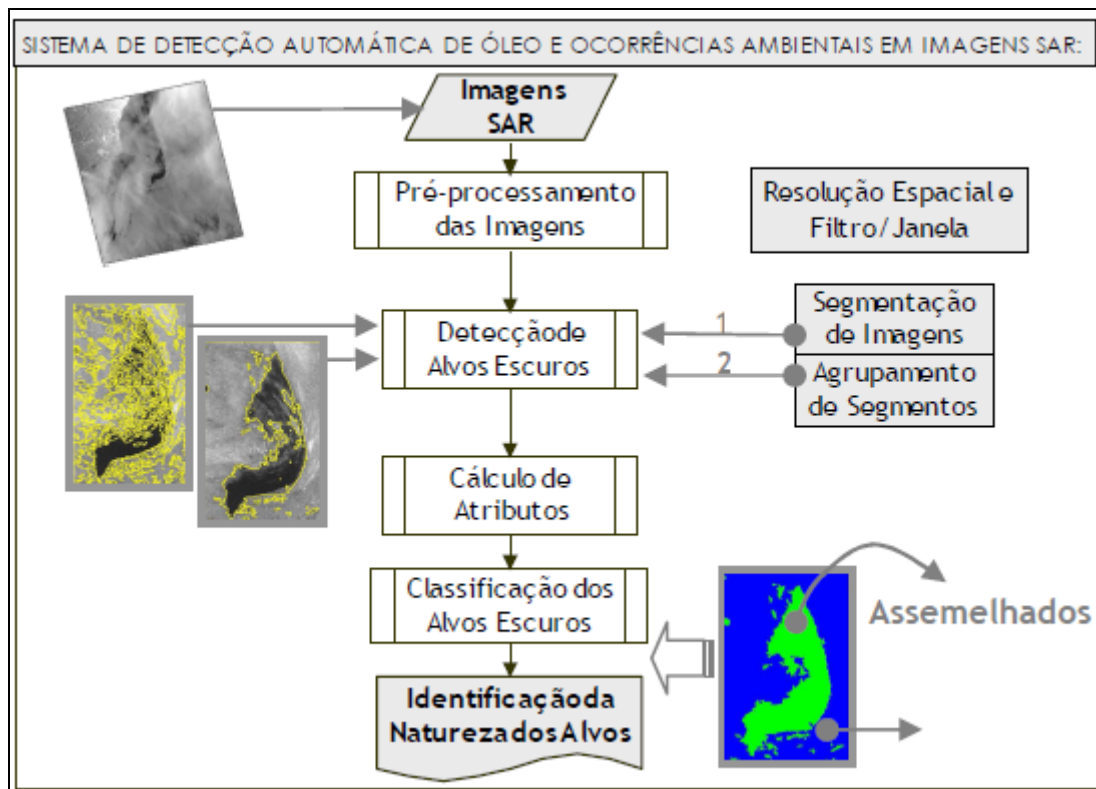 SISTEMA DE DETECÇÃO AUTOMÁTICA DE ÓLEO E OCORRÊNCIAS AMBIENTAIS EM IMAGENS SAR:
Imagens
SAR
Pré-processamento
das Imagens
Resolução Espacial e
Filtro/Janela
Detecçãode
Alvos Escuros
1
2
Segmentação
de Imagens
Agrupamento
de Segmentos
Cálculo de
Atributos
Classificação dos
Alvos Escuros
Assemelhados
Identificaçãoda
Naturezados Alvos